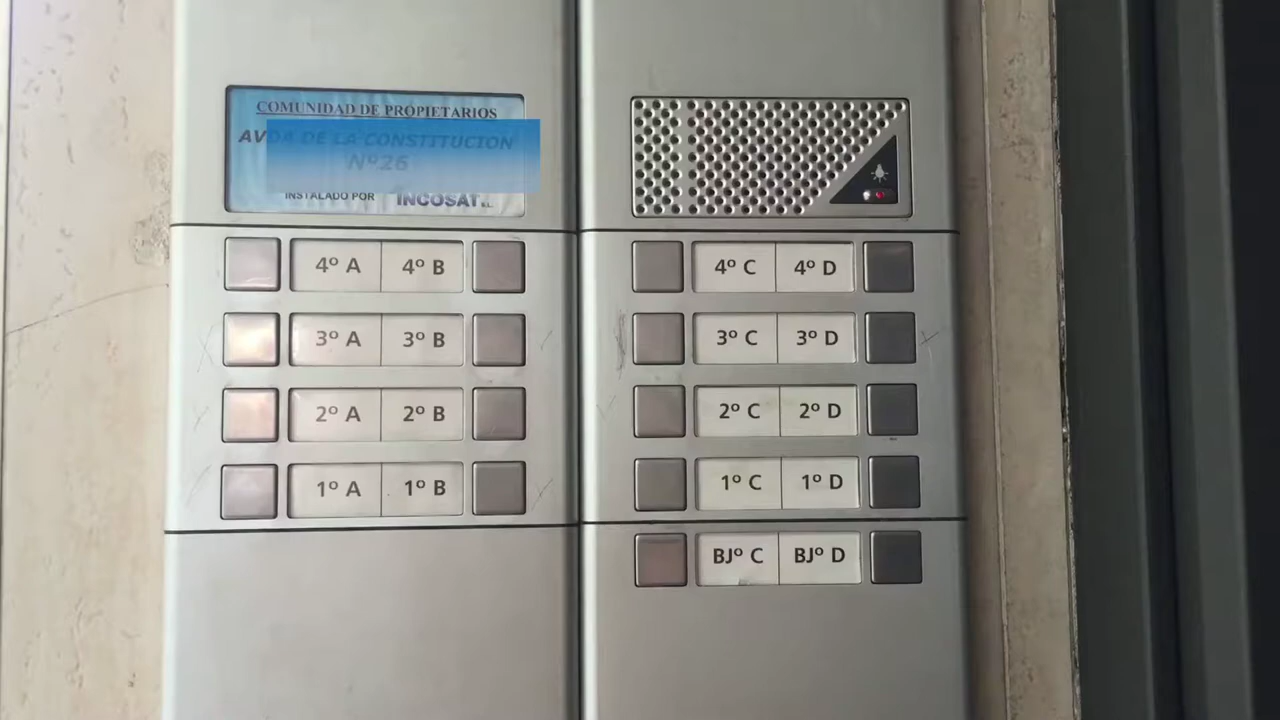 COMUNIDAD DE PROPIETARIOS
AVDA DE LA CONSTITUCION
Nº26
INSTALADO POR INCOSAT S.L.
4º A 4º B 4º C 4º D
3º A 3º B 3º C 3º D
2º A 2º B 2º C 2º D
1º A 1º B 1º C 1º D
BJº C BJº D